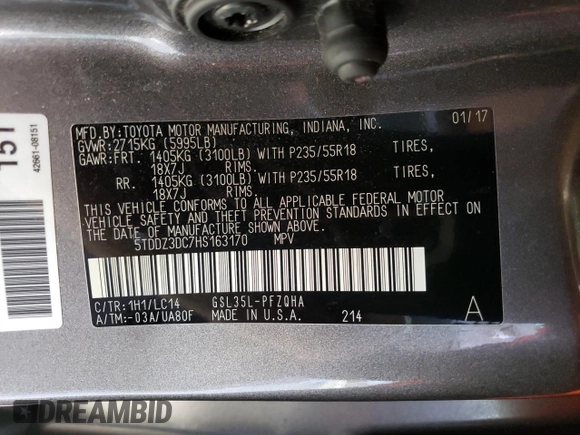 MFD.BY:TOYOTA MOTOR MANUFACTURING, INDIANA, INC. 01/17
GVWR:2715KG (5995LB)
GAWR:FRT. 1405KG (3100LB) WITH P235/55R18 TIRES,
18X7J RIMS.
RR. 1405KG (3100LB) WITH P235/55R18 TIRES,
18X7J RIMS.
THIS VEHICLE CONFORMS TO ALL APPLICABLE FEDERAL MOTOR
VEHICLE SAFETY AND THEFT PREVENTION STANDARDS IN EFFECT ON
THE DATE OF MANUFACTURE SHOWN ABOVE.
5TDDZ3DC7HS163170 MPV
C/TR:1H1/LC14 GSL35L-PFZQHA
A/TM:-03A/UA80F MADE IN U.S.A. 214 A
151
42661-08151
DREAMBID